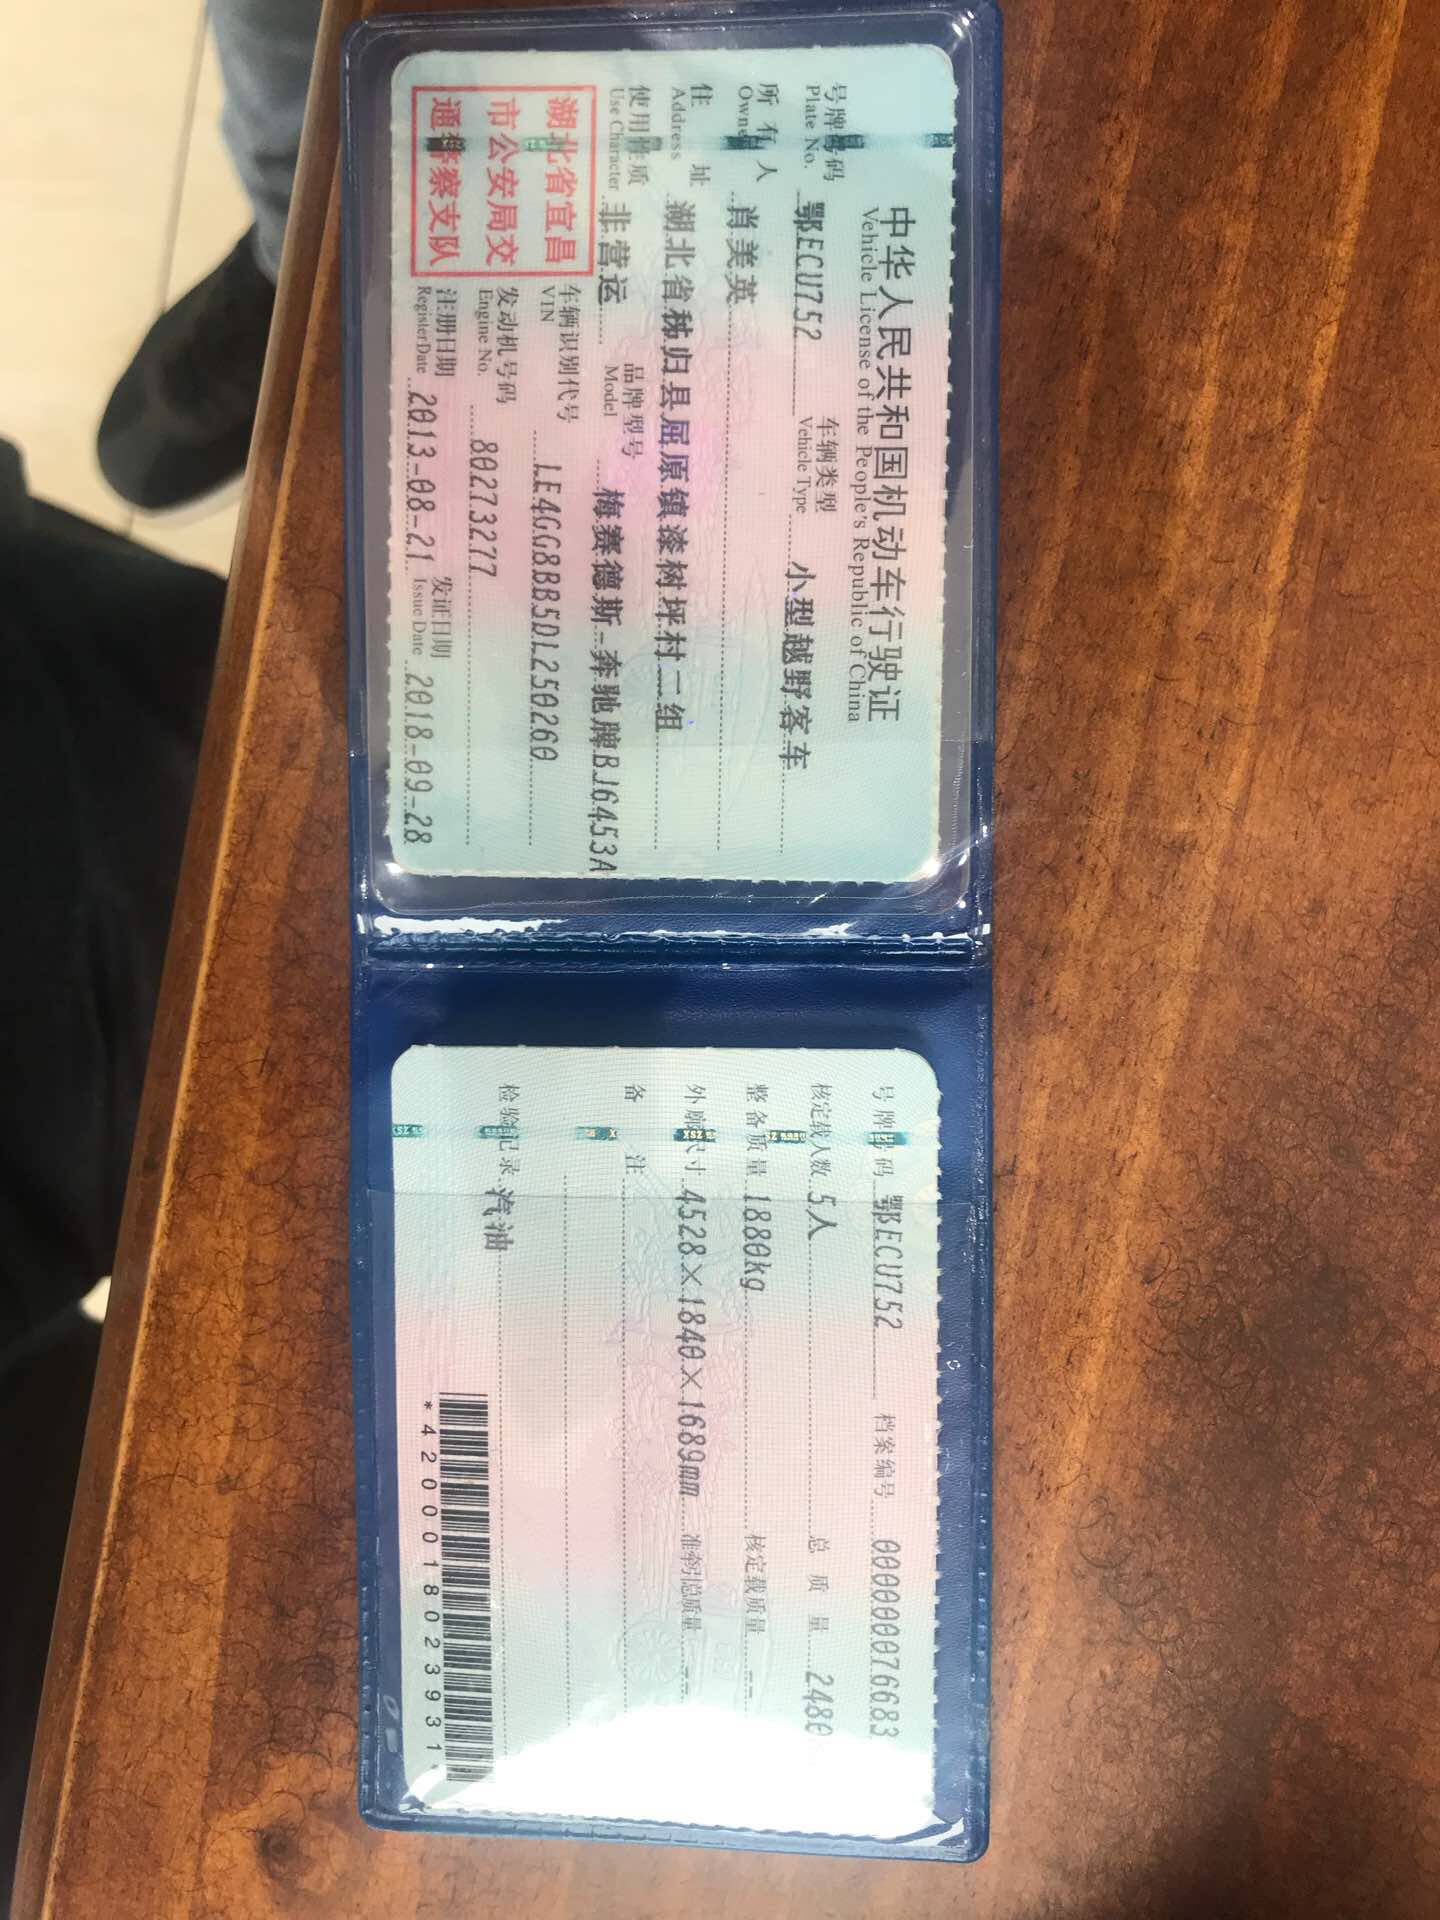 中华人民共和国机动车行驶证
Vehicle License of the People's Republic of China
号牌号码 鄂ECU752 车辆类型 小型越野客车
Plate No. Vehicle Type
所有人 肖美英
Owner
住址 湖北省秭归县屈原镇漆树坪村二组
Address
使用性质 非营运 品牌型号 梅赛德斯-奔驰牌BJ6453A
Use Character Model
湖北省宜昌
市公安局交
通警察支队
车辆识别代号 LE4GG8BB5DL250260
VIN
发动机号码 80273277
Engine No.
注册日期 2013-08-21 发证日期 2018-09-28
Register Date Issue Date
号牌号码 鄂ECU752 档案编号 000000076683
核定载人数 5人 总质量 2480
整备质量 1880kg 核定载质量 --
外廓尺寸 4528×1840×1689mm 准牵引总质量 --
备注
检验记录 汽油
*4200018023931*